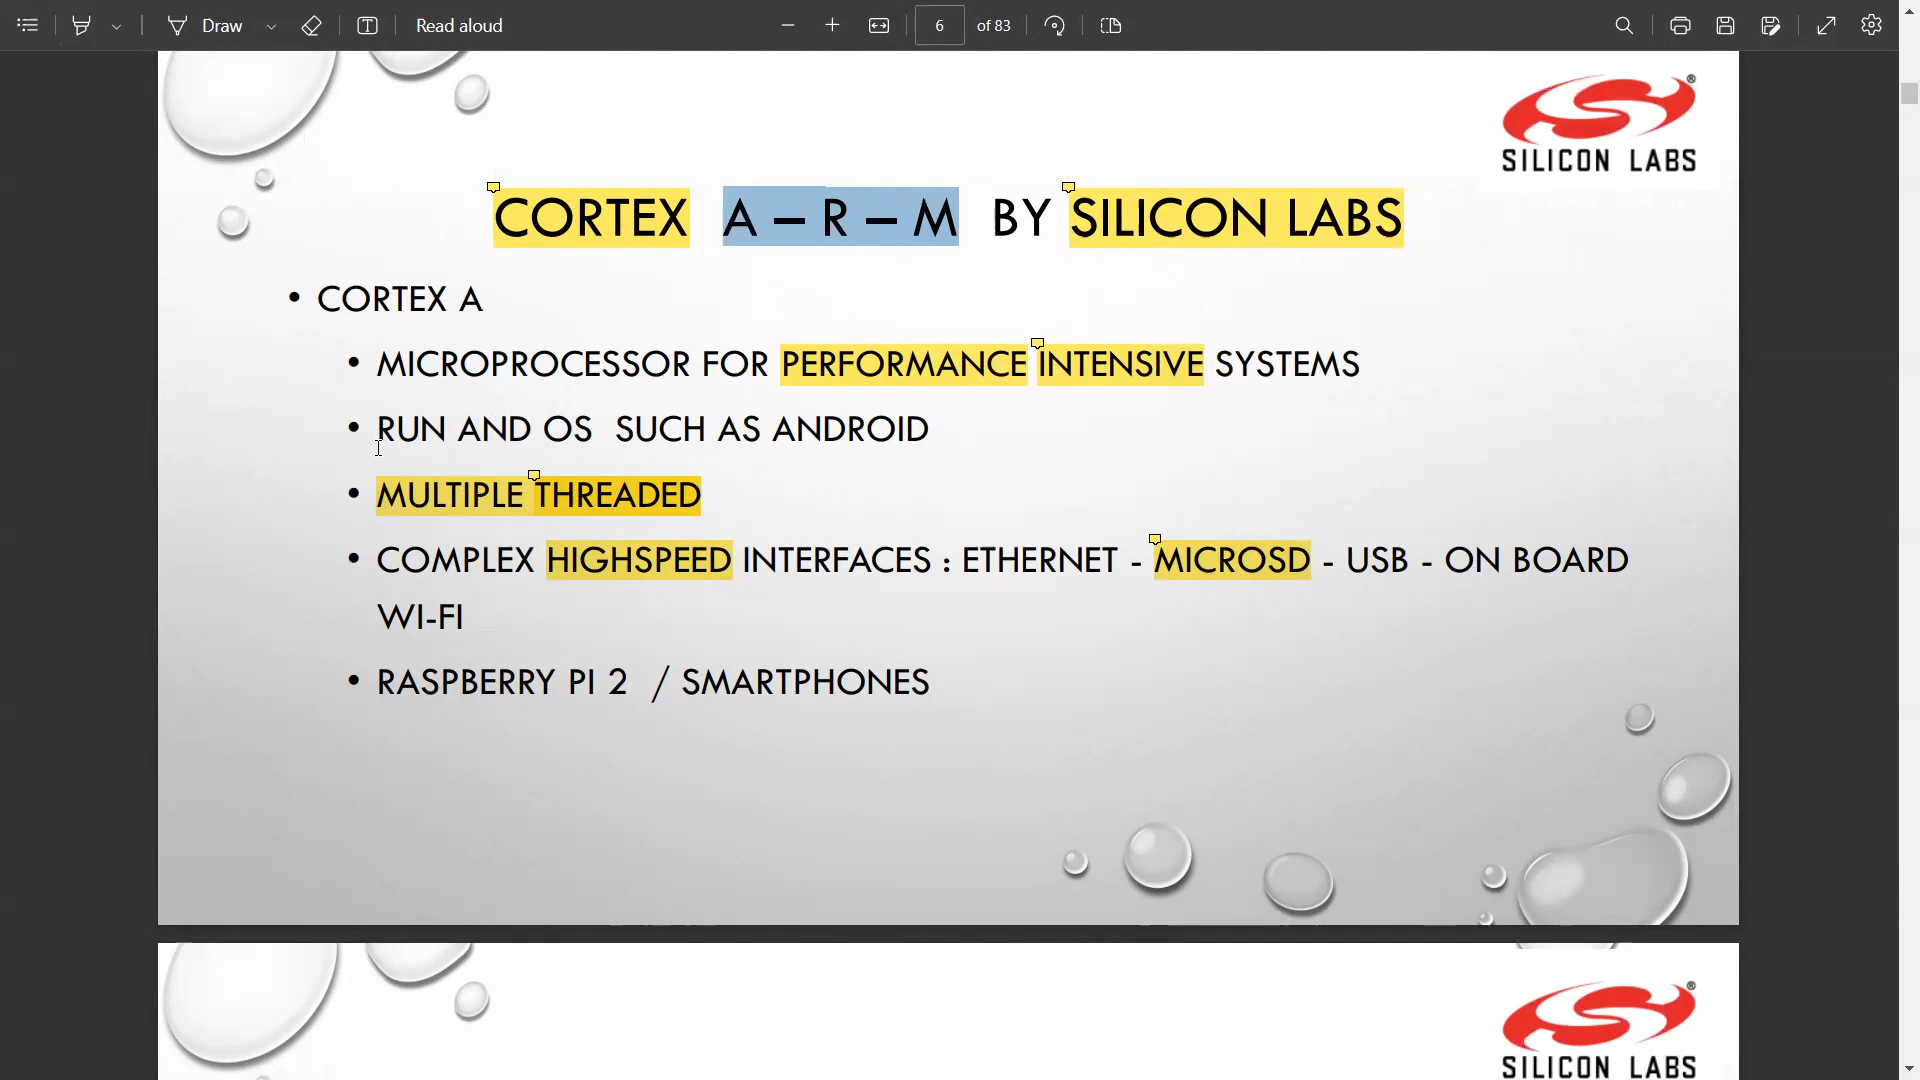 Draw
Read aloud
6 of 83
SILICON LABS
CORTEX A – R – M BY SILICON LABS
• CORTEX A
• MICROPROCESSOR FOR PERFORMANCE INTENSIVE SYSTEMS
• RUN AND OS SUCH AS ANDROID
• MULTIPLE THREADED
• COMPLEX HIGHSPEED INTERFACES : ETHERNET - MICROSD - USB - ON BOARD
WI-FI
• RASPBERRY PI 2 / SMARTPHONES
SILICON LABS